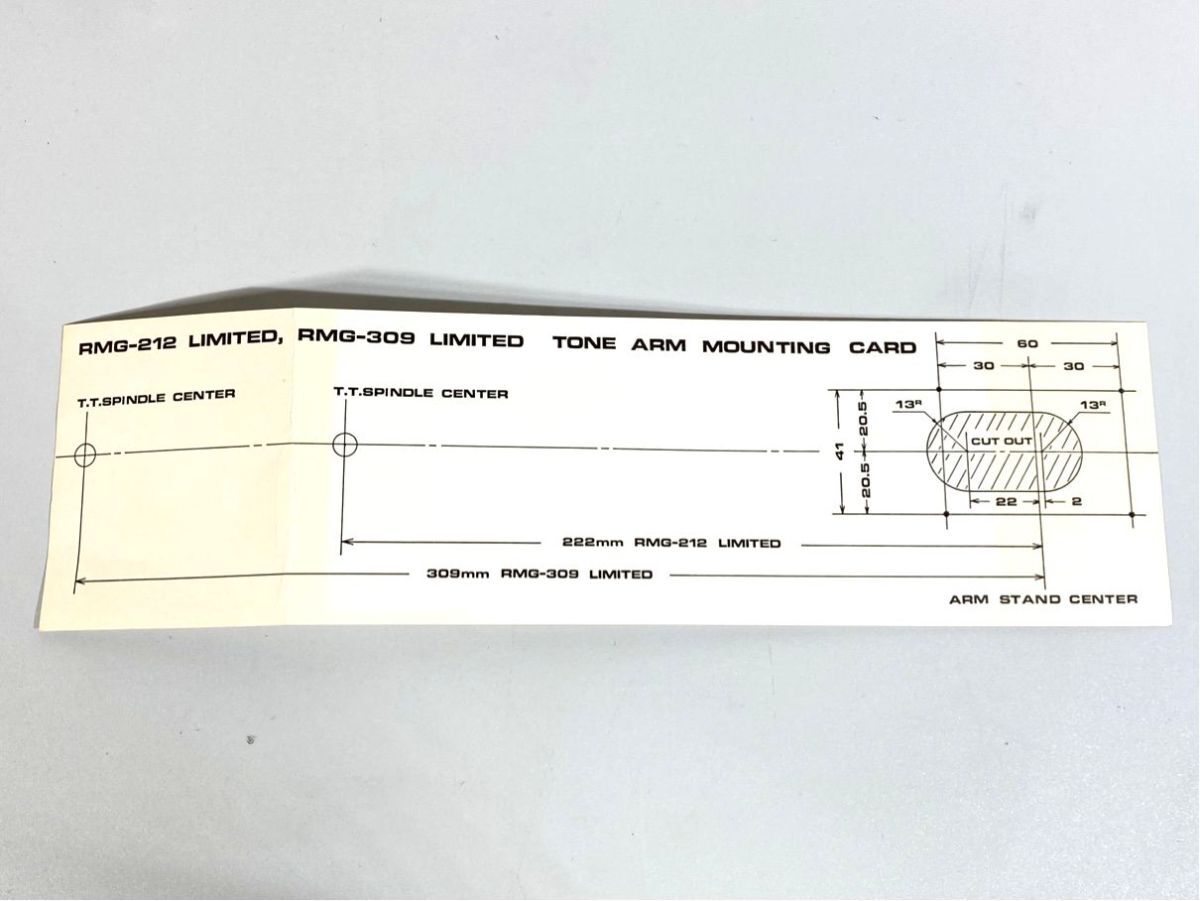 RMG-212 LIMITED, RMG-309 LIMITED TONE ARM MOUNTING CARD
60
30 30
T.T.SPINDLE CENTER
T.T.SPINDLE CENTER
13R
13R
20.5
41
20.5
CUT OUT
22
2
222mm RMG-212 LIMITED
309mm RMG-309 LIMITED
ARM STAND CENTER